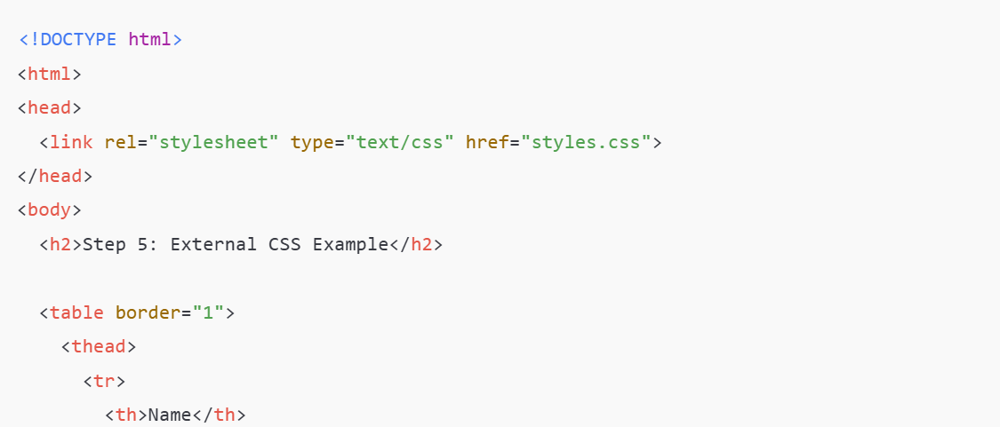 <!DOCTYPE html>
<html>
<head>
  <link rel="stylesheet" type="text/css" href="styles.css">
</head>
<body>
  <h2>Step 5: External CSS Example</h2>

  <table border="1">
    <thead>
      <tr>
        <th>Name</th>